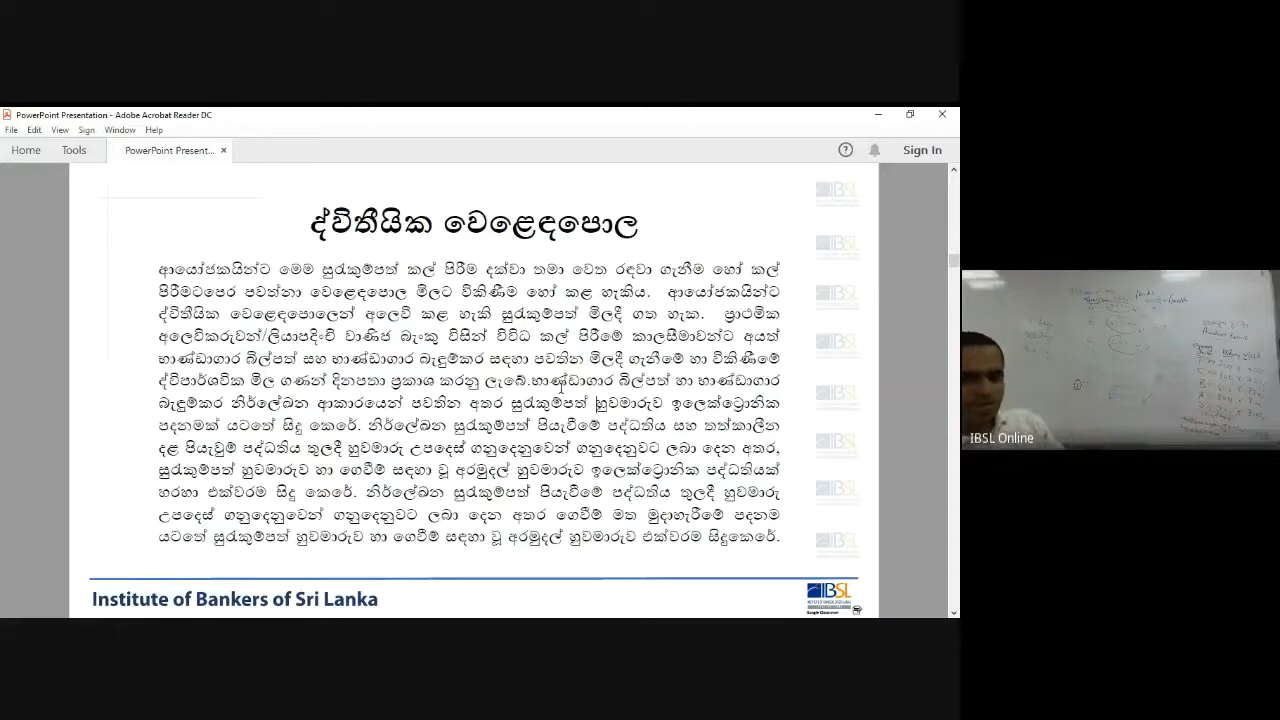 PowerPoint Presentation - Adobe Acrobat Reader DC
File Edit View Sign Window Help
Home Tools PowerPoint Present... × Sign In
ද්විතීයික වෙළෙඳපොල
ආයෝජකයින්ට මෙම සුරැකුම්පත් කල් පිරීම දක්වා තමා වෙත රඳවා ගැනීම හෝ කල්
පිරීමටපෙර පවත්නා වෙළෙඳපොල මිලට විකිණීම හෝ කළ හැකිය. ආයෝජකයින්ට
ද්විතීයික වෙළෙඳපොලෙන් අලෙවි කළ හැකි සුරැකුම්පත් මිලදී ගත හැක. ප්‍රාථමික
අලෙවිකරුවන්/ලියාපදිංචි වාණිජ බැංකු විසින් විවිධ කල් පිරීමේ කාලසීමාවන්ට අයත්
භාණ්ඩාගාර බිල්පත් සහ භාණ්ඩාගාර බැඳුම්කර සඳහා පවතින මිලදී ගැනීමේ හා විකිණීමේ
ද්විපාර්ශවික මිල ගණන් දිනපතා ප්‍රකාශ කරනු ලැබේ.භාණ්ඩාගාර බිල්පත් හා භාණ්ඩාගාර
බැඳුම්කර නිර්ලේඛන ආකාරයෙන් පවතින අතර සුරැකුම්පත් හුවමාරුව ඉලෙක්ට්‍රොනික
පදනමක් යටතේ සිදු කෙරේ. නිර්ලේඛන සුරැකුම්පත් පියැවීමේ පද්ධතිය සහ තත්කාලීන
දළ පියැවුම් පද්ධතිය තුලදී හුවමාරු උපදෙස් ගනුදෙනුවෙන් ගනුදෙනුවට ලබා දෙන අතර,
සුරැකුම්පත් හුවමාරුව හා ගෙවීම් සඳහා වූ අරමුදල් හුවමාරුව ඉලෙක්ට්‍රොනික පද්ධතියක්
හරහා එක්වරම සිදු කෙරේ. නිර්ලේඛන සුරැකුම්පත් පියැවීමේ පද්ධතිය තුලදී හුවමාරු
උපදෙස් ගනුදෙනුවෙන් ගනුදෙනුවට ලබා දෙන අතර ගෙවීම් මත මුදාහැරීමේ පදනම
යටතේ සුරැකුම්පත් හුවමාරුව හා ගෙවීම් සඳහා වූ අරමුදල් හුවමාරුව එක්වරම සිදුකෙරේ.
Institute of Bankers of Sri Lanka
IBSL
IBSL Online